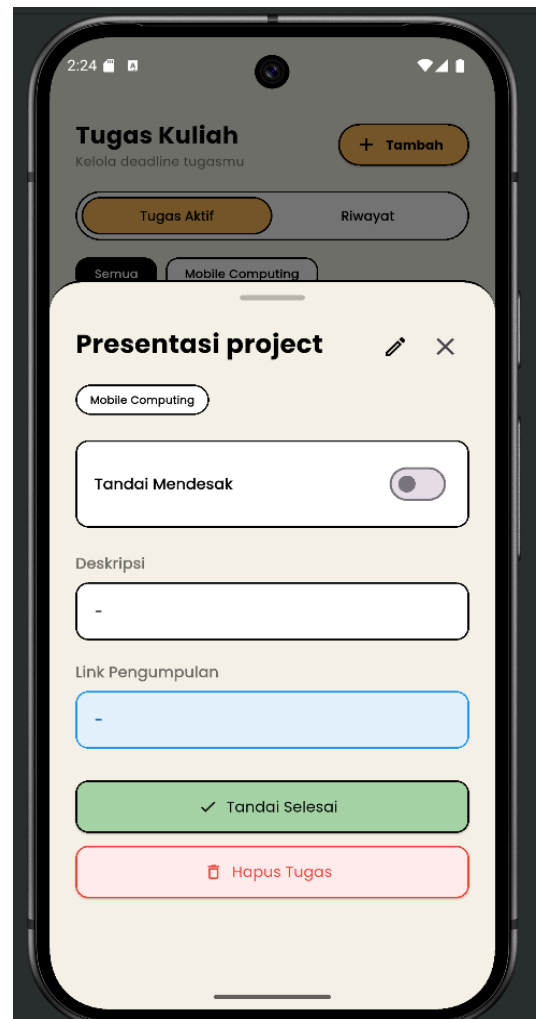 2:24
Tugas Kuliah
Kelola deadline tugasmu
+ Tambah
Tugas Aktif
Riwayat
Semua
Mobile Computing
Presentasi project
Mobile Computing
Tandai Mendesak
Deskripsi
-
Link Pengumpulan
-
Tandai Selesai
Hapus Tugas